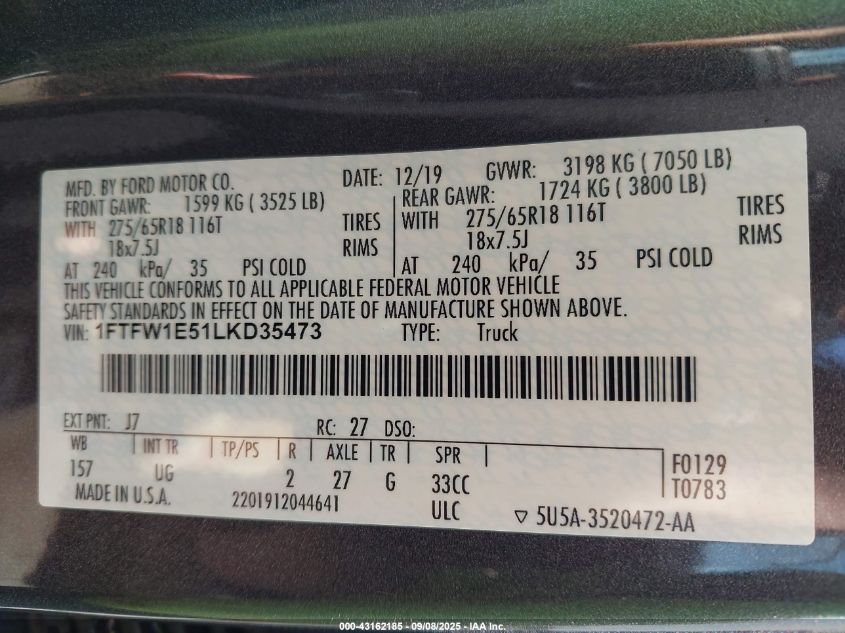 MFD. BY FORD MOTOR CO. DATE: 12/19 GVWR: 3198 KG ( 7050 LB)
FRONT GAWR: 1599 KG ( 3525 LB) REAR GAWR: 1724 KG ( 3800 LB)
WITH 275/65R18 116T TIRES WITH 275/65R18 116T TIRES
18x7.5J RIMS 18x7.5J RIMS
AT 240 kPa/ 35 PSI COLD AT 240 kPa/ 35 PSI COLD
THIS VEHICLE CONFORMS TO ALL APPLICABLE FEDERAL MOTOR VEHICLE
SAFETY STANDARDS IN EFFECT ON THE DATE OF MANUFACTURE SHOWN ABOVE.
VIN: 1FTFW1E51LKD35473 TYPE: Truck
EXT PNT: J7 RC: 27 DSO:
WB INT TR TP/PS R AXLE TR SPR
157 UG 2 27 G 33CC F0129
T0783
MADE IN U.S.A. 2201912044641 ULC ▽ 5U5A-3520472-AA
000-43162185 - 09/08/2025 - IAA Inc.